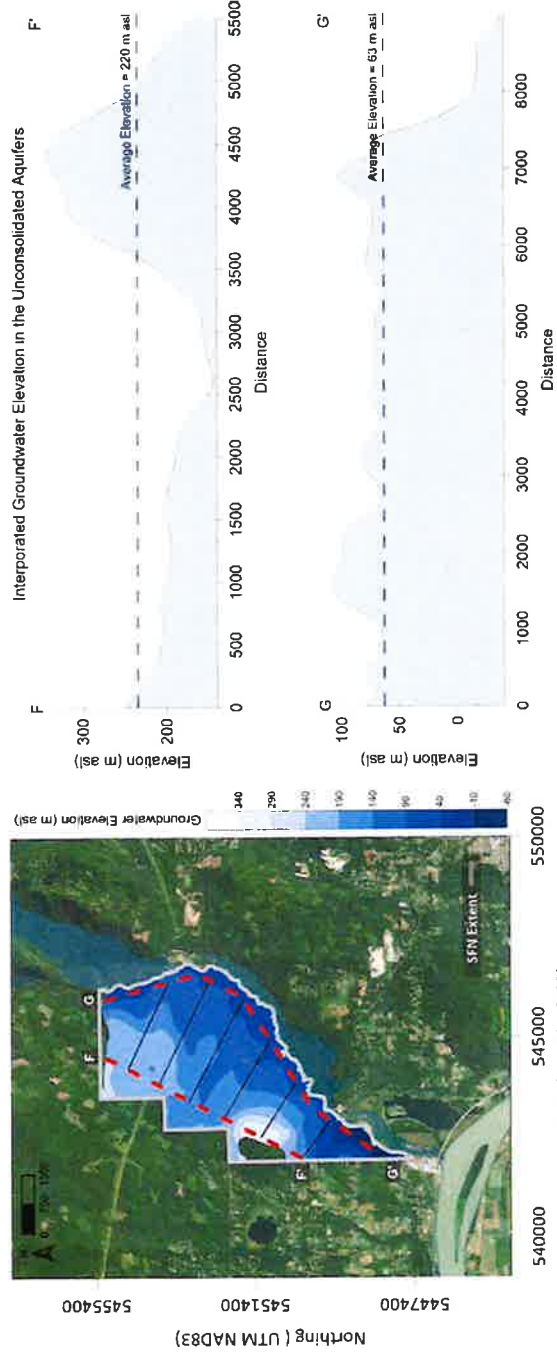 Interporated Groundwater Elevation in the Unconsolidated Aquifers
F
F'
Average Elevation = 220 m asl
Elevation (m asl)
300
200
0
500
1000
1500
2000
2500
3000
3500
4000
4500
5000
5500
Distance
G
G'
Average Elevation = 63 m asl
Elevation (m asl)
100
50
0
0
1000
2000
3000
4000
5000
6000
7000
8000
Distance
Groundwater Elevation (m asl)
340
290
240
190
140
90
40
-10
-60
F
G
F'
G'
SFN Extent
Northing ( UTM NAD83)
5455400
5451400
5447400
540000
545000
550000